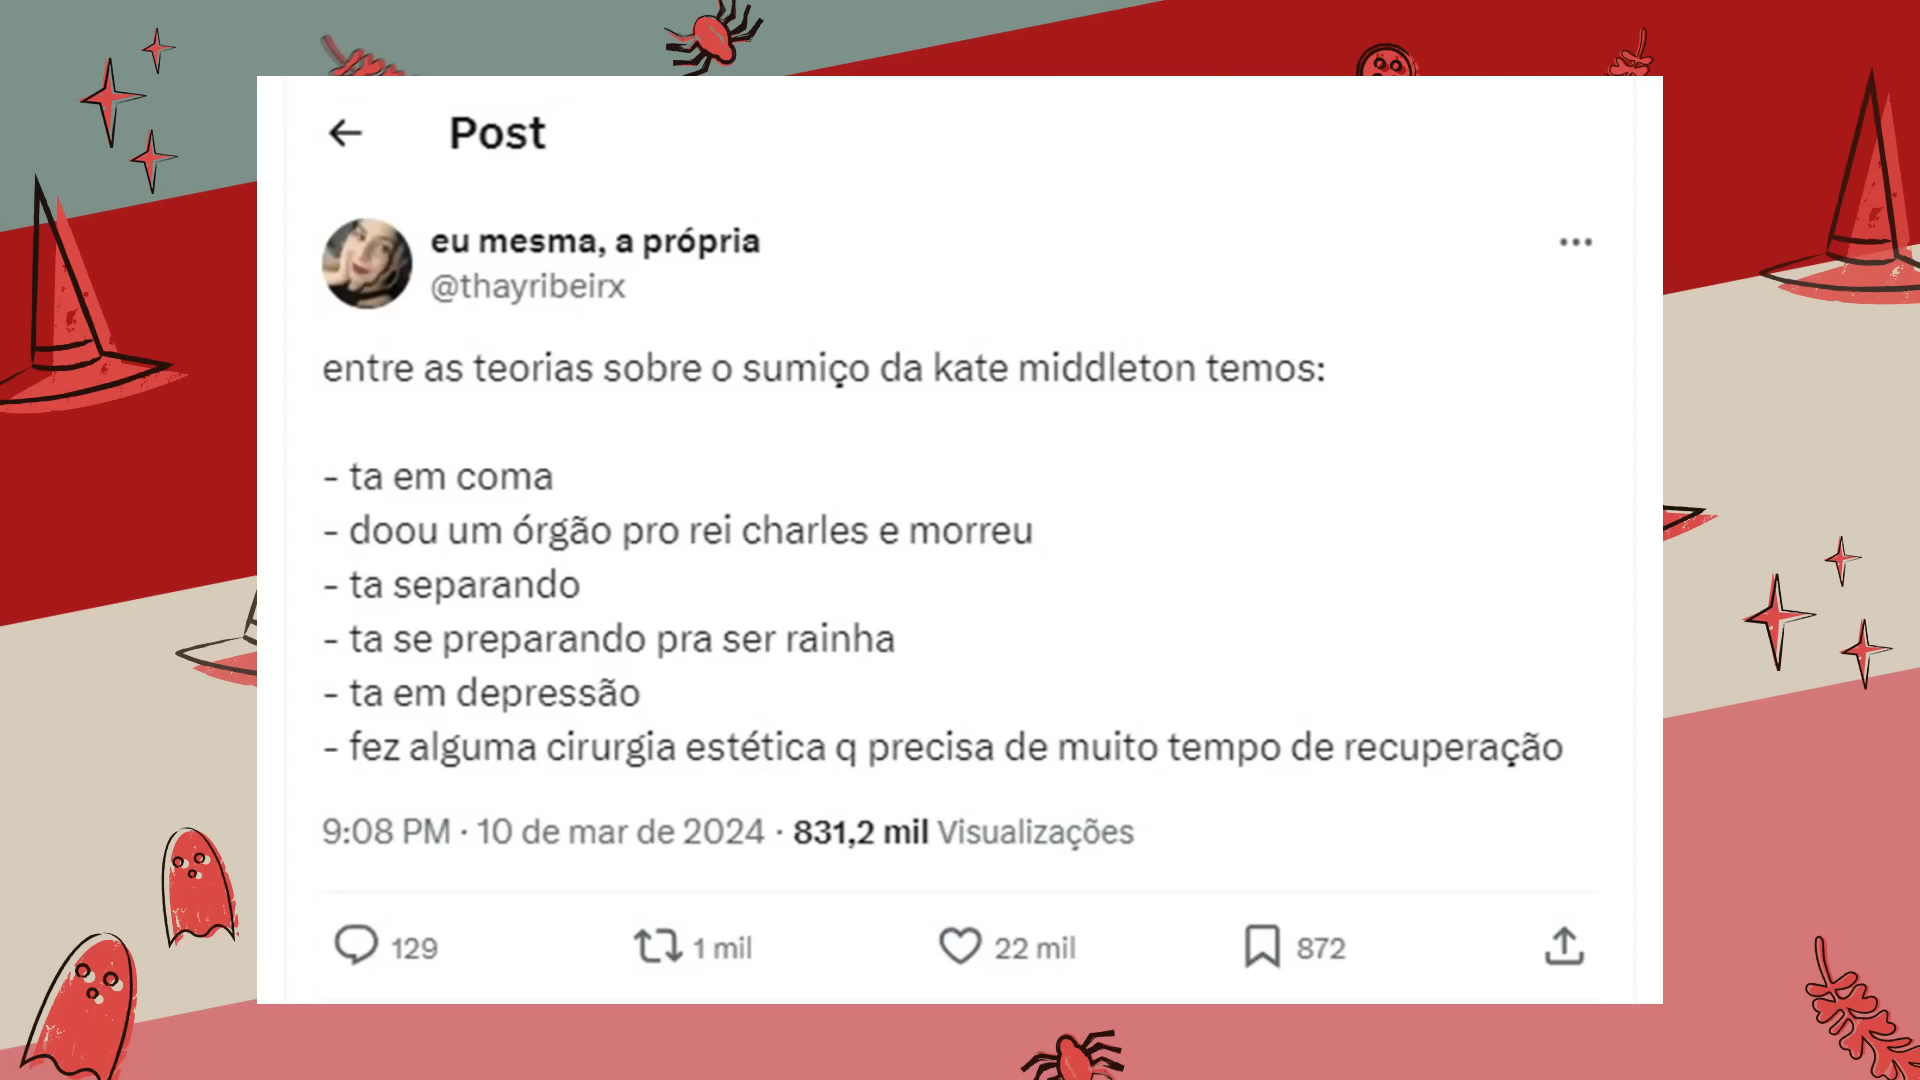 Post
eu mesma, a própria
@thayribeirx
entre as teorias sobre o sumiço da kate middleton temos:
- ta em coma
- doou um órgão pro rei charles e morreu
- ta separando
- ta se preparando pra ser rainha
- ta em depressão
- fez alguma cirurgia estética q precisa de muito tempo de recuperação
9:08 PM · 10 de mar de 2024 · 831,2 mil Visualizações
129 1 mil 22 mil 872